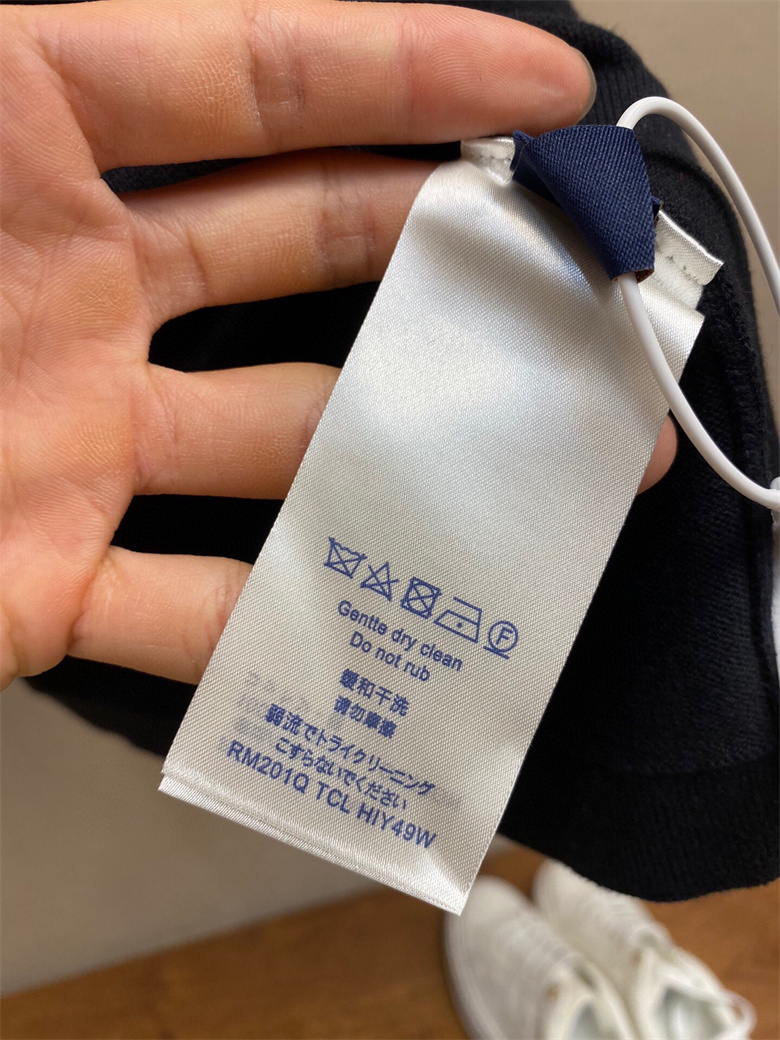 F
Gentle dry clean
Do not rub
缓和干洗
请勿摩擦
弱流でドライクリーニング
こすらないでください
RM201Q TCL HIY49W